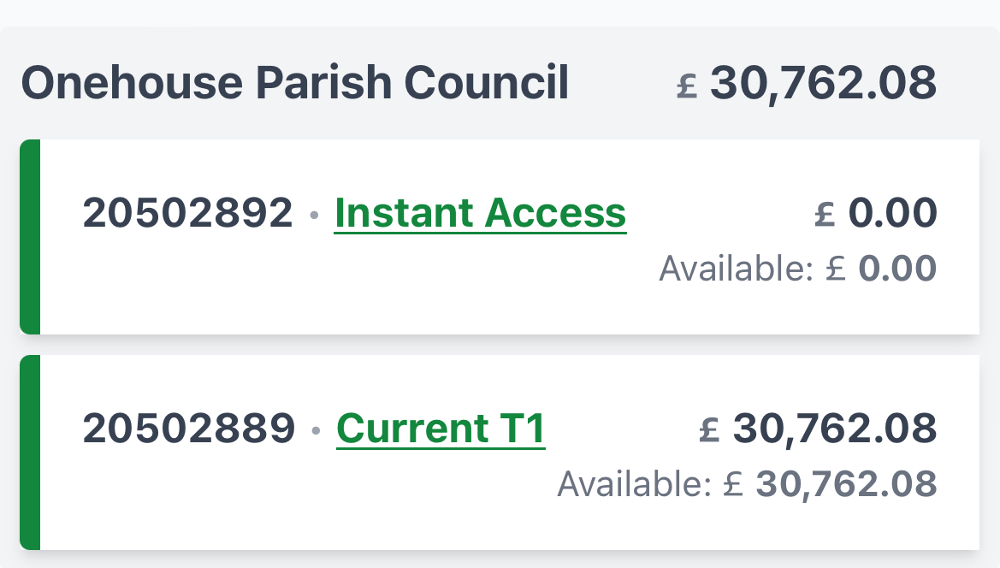 Onehouse Parish Council £ 30,762.08
20502892 · Instant Access £ 0.00
Available: £ 0.00
20502889 · Current T1 £ 30,762.08
Available: £ 30,762.08